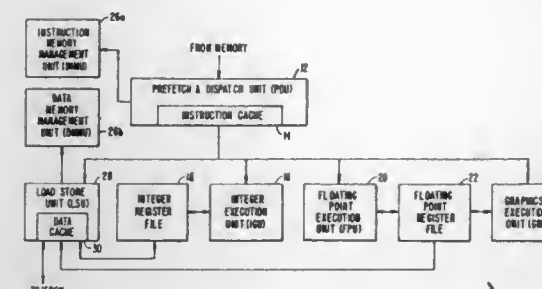 26a
INSTRUCTION
MEMORY
MANAGEMENT
UNIT (IMMU)
FROM MEMORY
12
PREFETCH & DISPATCH UNIT (PDU)
INSTRUCTION CACHE
14
DATA
MEMORY
MANAGEMENT
UNIT (DMMU)
26b
28
LOAD STORE
UNIT (LSU)
DATA
CACHE
30
18
INTEGER
REGISTER
FILE
16
INTEGER
EXECUTION
UNIT (IEU)
20
FLOATING
POINT
EXECUTION
UNIT (FPU)
22
FLOATING
POINT
REGISTER
FILE
GRAPHICS
EXECUTION